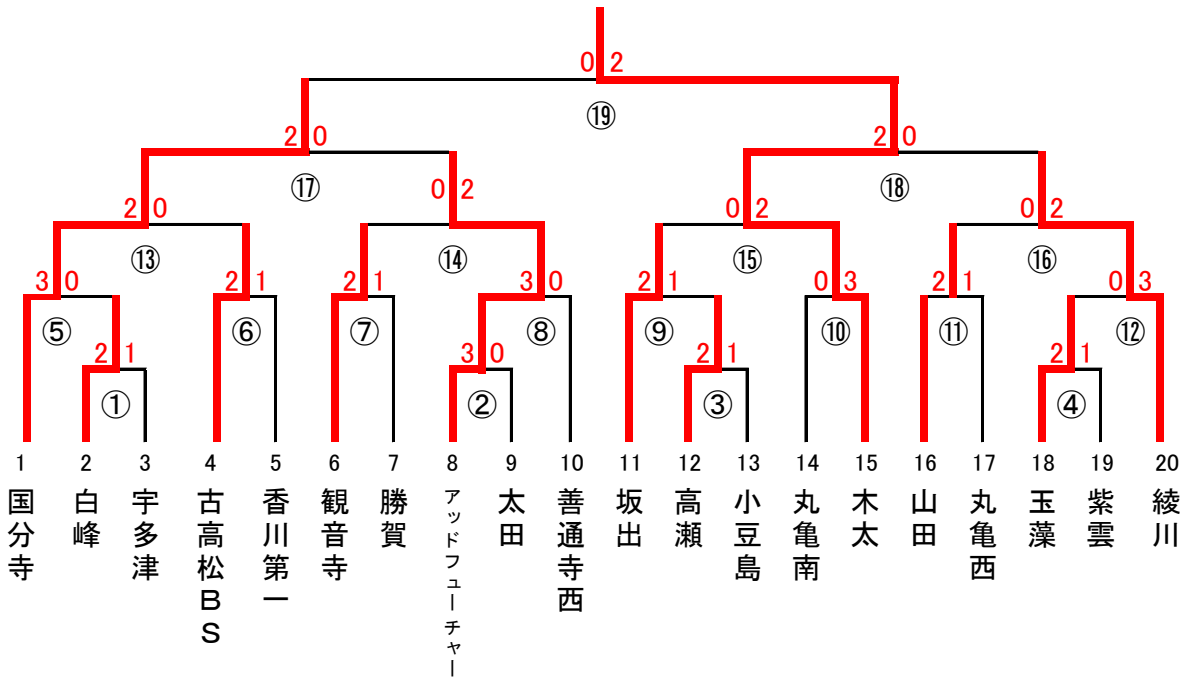 0 2
⑲
2 0
2 0
⑰
0 2
⑱
2 0
0 2
0 2
⑬
⑭
⑮
⑯
3 0
2 1
2 1
3 0
2 1
0 3
2 1
0 3
⑤
⑥
⑦
⑧
⑨
⑩
⑪
⑫
2 1
3 0
2 1
2 1
①
②
③
④
1 2 3 4 5 6 7 8 9 10 11 12 13 14 15 16 17 18 19 20
国分寺
白峰
宇多津
古高松BS
香川第一
観音寺
勝賀
アッドフューチャー
太田
善通寺西
坂出
高瀬
小豆島
丸亀南
木太
山田
丸亀西
玉藻
紫雲
綾川